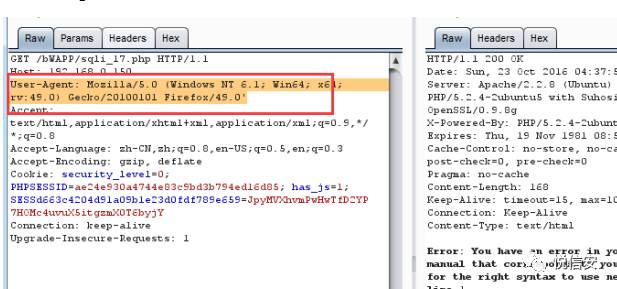 Raw Params Headers Hex
GET /bWAPP/sqli_17.php HTTP/1.1
Host: 192.168.0.150
User-Agent: Mozilla/5.0 (Windows NT 6.1; Win64; x64;
rv:49.0) Gecko/20100101 Firefox/49.0'
Accept:
text/html,application/xhtml+xml,application/xml;q=0.9,*/
*;q=0.8
Accept-Language: zh-CN,zh;q=0.8,en-US;q=0.5,en;q=0.3
Accept-Encoding: gzip, deflate
Cookie: security_level=0;
PHPSESSID=ae24e930a4744e83c9bd3b794ed16d85; has_js=1;
SESSd663c4204d91a09b1e23d0fdf789e659=JpyMVXhvmPwHwTfD2YP
7H0Mc4uvuX5itgzmX0T6byjY
Connection: keep-alive
Upgrade-Insecure-Requests: 1
Raw Headers Hex
HTTP/1.1 200 OK
Date: Sun, 23 Oct 2016 04:37:5
Server: Apache/2.2.8 (Ubuntu)
PHP/5.2.4-2ubuntu5 with Suhosi
OpenSSL/0.9.8g
X-Powered-By: PHP/5.2.4-2ubunt
Expires: Thu, 19 Nov 1981 08:5
Cache-Control: no-store, no-ca
post-check=0, pre-check=0
Pragma: no-cache
Content-Length: 168
Keep-Alive: timeout=15, max=10
Connection: Keep-Alive
Content-Type: text/html
Error: You have an error in yo
manual that you
for the right syntax to use ne
悦信安